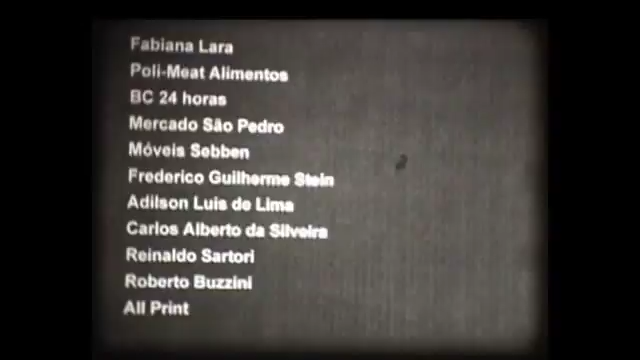 Fabiana Lara
Poli-Meat Alimentos
BC 24 horas
Mercado São Pedro
Móveis Sebben
Frederico Guilherme Stein
Adilson Luis de Lima
Carlos Alberto da Silveira
Reinaldo Sartori
Roberto Buzzini
All Print